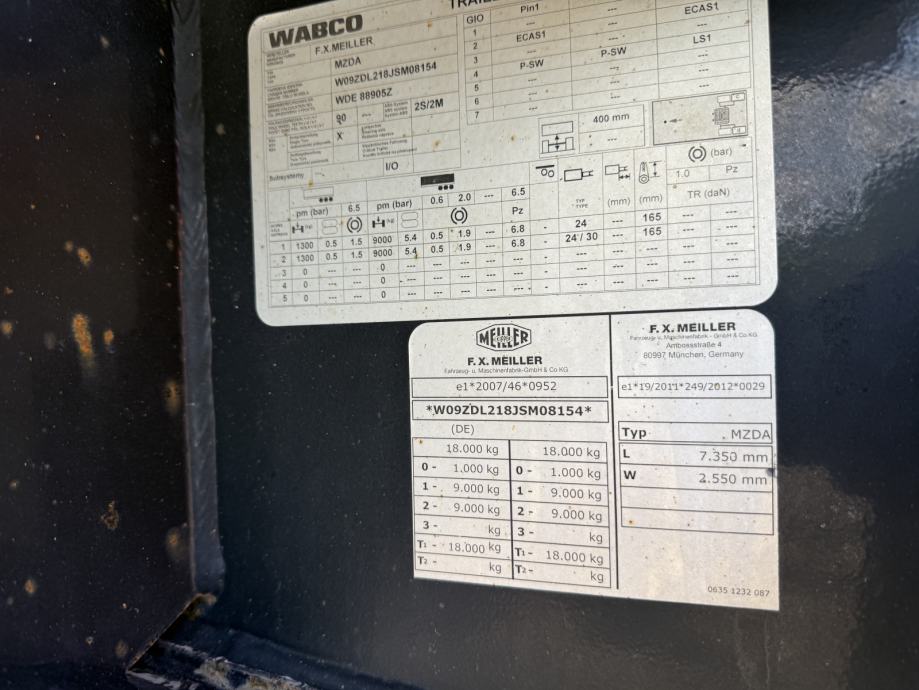 WABCO
TRAILE
F.X.MEILLER
MZDA
W09ZDL218JSM08154
WDE 88905Z
90 2S/2M
X
I/O
Subsystems
GIO Pin1 --- ECAS1
1 --- ---
2 ECAS1 --- LS1
3 --- P-SW
4 P-SW --- ---
5 --- --- ---
6 --- --- ---
7 --- --- ---
400 mm
---
(bar)
1.0 Pz
pm (bar) 6.5 pm (bar) 0.6 2.0 --- 6.5
Pz TYP TYPE (mm) (mm) TR (daN)
1 1300 0.5 1.5 9000 5.4 0.5 1.9 --- 6.8 - 24 --- 165 --- ---
2 1300 0.5 1.5 9000 5.4 0.5 1.9 --- 6.8 - 24 / 30 --- 165 --- ---
3 0 --- --- 0 --- --- --- --- --- - --- --- --- --- ---
4 0 --- --- 0 --- --- --- --- --- - --- --- --- --- ---
5 0 --- --- 0 --- --- --- --- --- - --- --- --- --- ---
MEILLER
F. X. MEILLER
Fahrzeug- u. Maschinenfabrik-GmbH & Co KG
e1*2007/46*0952
*W09ZDL218JSM08154*
(DE)
18.000 kg 18.000 kg
0 - 1.000 kg 0 - 1.000 kg
1 - 9.000 kg 1 - 9.000 kg
2 - 9.000 kg 2 - 9.000 kg
3 - kg 3 - kg
T1 - 18.000 kg T1 - 18.000 kg
T2 - kg T2 - kg
F. X. MEILLER
Fahrzeug- u. Maschinenfabrik - GmbH & Co KG
Ambossstraße 4
80997 München, Germany
e1*19/2011*249/2012*0029
Typ MZDA
L 7.350 mm
W 2.550 mm
0635 1232 087